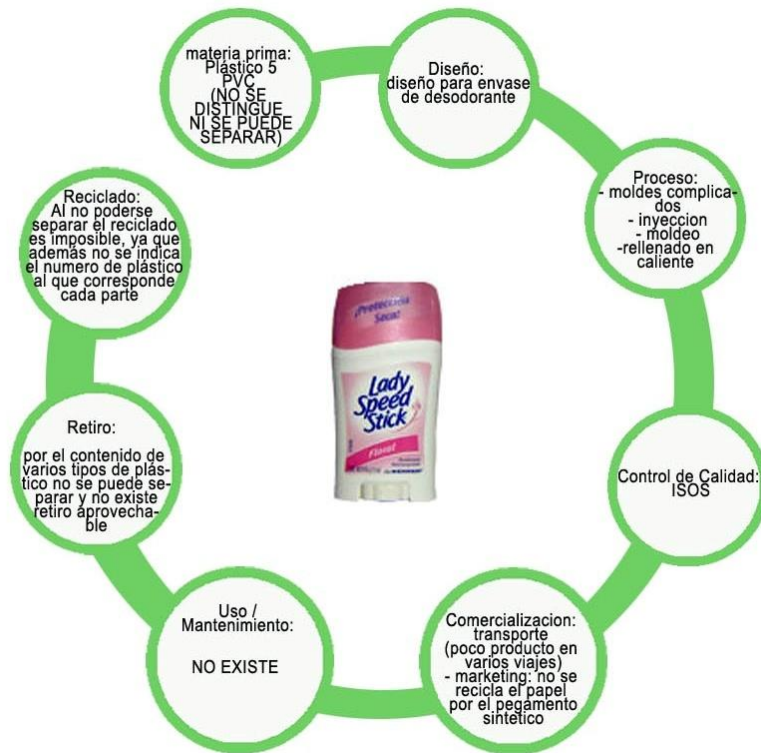 materia prima:
Plástico 5
PVC
(NO SE
DISTINGUE
NI SE PUEDE
SEPARAR)
Diseño:
diseño para envase
de desodorante
Proceso:
- moldes complica-
dos
- inyeccion
- moldeo
-rellenado en
caliente
Control de Calidad:
ISOS
Comercializacion:
transporte
(poco producto en
varios viajes)
- marketing: no se
recicla el papel
por el pegamento
sintetico
Uso /
Mantenimiento:
NO EXISTE
Retiro:
por el contenido de
varios tipos de plás-
tico no se puede se-
parar y no existe
retiro aprovecha-
ble
Reciclado:
Al no poderse
separar el reciclado
es imposible, ya que
además no se indica
el numero de plástico
al que corresponde
cada parte
¡Protección
Seca!
Lady
Speed
Stick
Floral